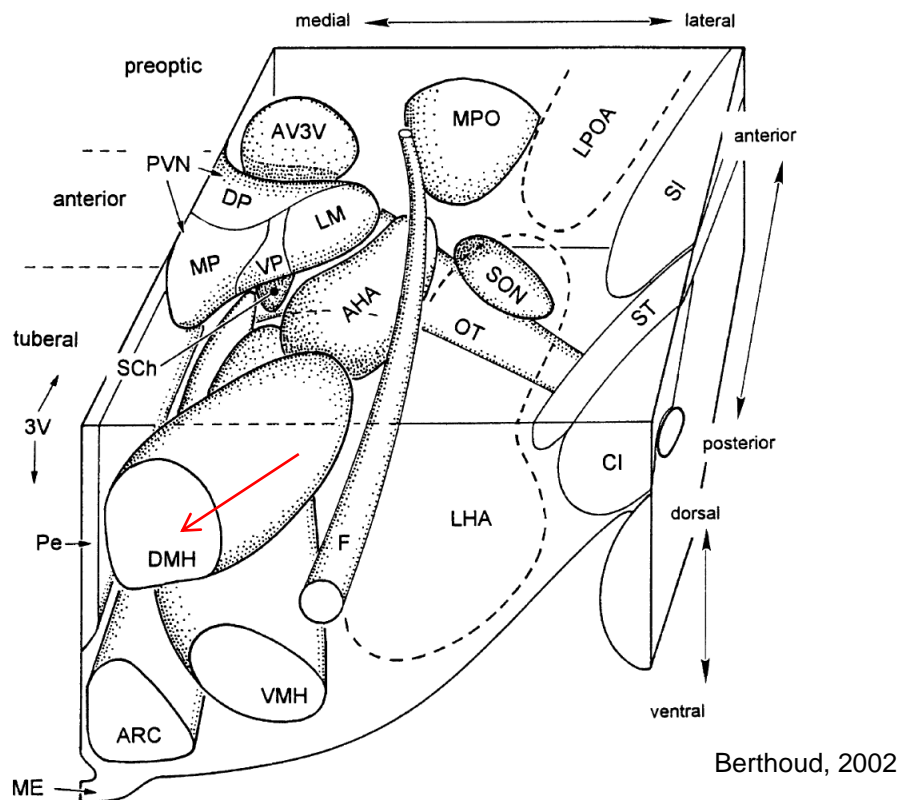 medial lateral
preoptic
AV3V
MPO
LPOA
anterior
PVN
DP
SI
anterior
LM
MP
VP
AHA
SON
OT
ST
tuberal
SCh
3V
posterior
CI
dorsal
LHA
Pe
F
DMH
VMH
ARC
ventral
ME
Berthoud, 2002